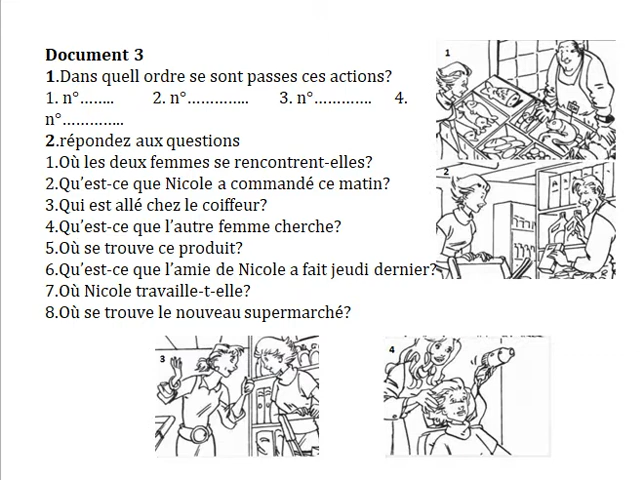 Document 3
1.Dans quell ordre se sont passes ces actions?
1. n°........ 2. n°.............. 3. n°............. 4.
n°..............
2.répondez aux questions
1.Où les deux femmes se rencontrent-elles?
2.Qu'est-ce que Nicole a commandé ce matin?
3.Qui est allé chez le coiffeur?
4.Qu'est-ce que l'autre femme cherche?
5.Où se trouve ce produit?
6.Qu'est-ce que l'amie de Nicole a fait jeudi dernier?
7.Où Nicole travaille-t-elle?
8.Où se trouve le nouveau supermarché?
1
2
3
4